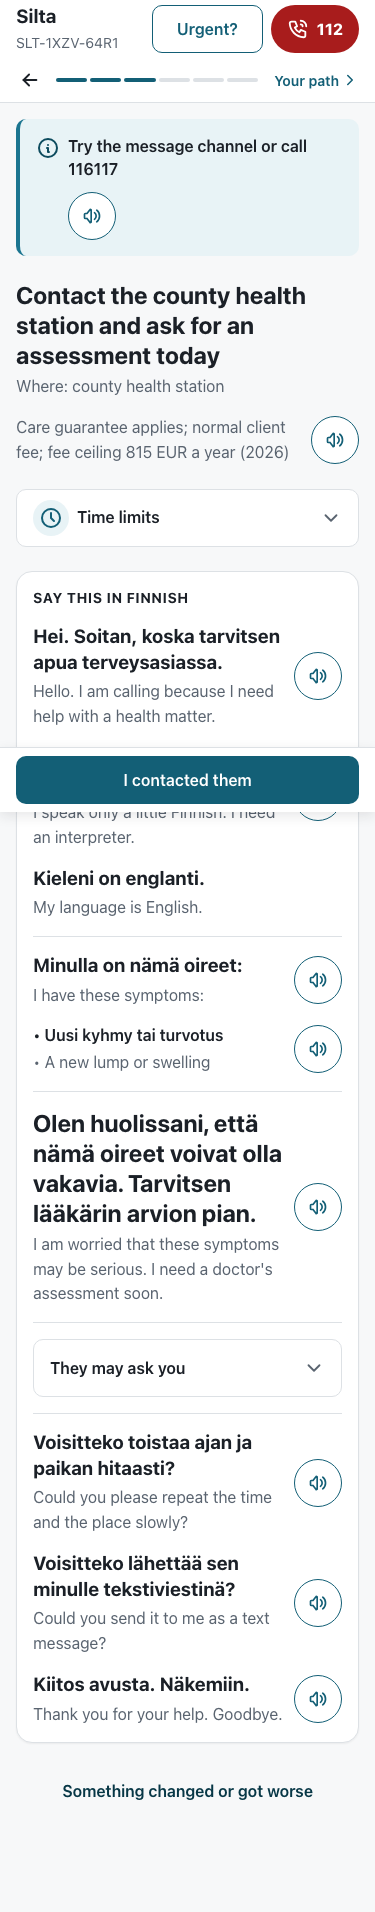 Silta
SLT-1XZV-64R1
Urgent?
112
Your path
Try the message channel or call
116117
Contact the county health
station and ask for an
assessment today
Where: county health station
Care guarantee applies; normal client
fee; fee ceiling 815 EUR a year (2026)
Time limits
SAY THIS IN FINNISH
Hei. Soitan, koska tarvitsen
apua terveysasiassa.
Hello. I am calling because I need
help with a health matter.
I contacted them
I speak only a little Finnish. I need
an interpreter.
Kieleni on englanti.
My language is English.
Minulla on nämä oireet:
I have these symptoms:
• Uusi kyhmy tai turvotus
• A new lump or swelling
Olen huolissani, että
nämä oireet voivat olla
vakavia. Tarvitsen
lääkärin arvion pian.
I am worried that these symptoms
may be serious. I need a doctor's
assessment soon.
They may ask you
Voisitteko toistaa ajan ja
paikan hitaasti?
Could you please repeat the time
and the place slowly?
Voisitteko lähettää sen
minulle tekstiviestinä?
Could you send it to me as a text
message?
Kiitos avusta. Näkemiin.
Thank you for your help. Goodbye.
Something changed or got worse